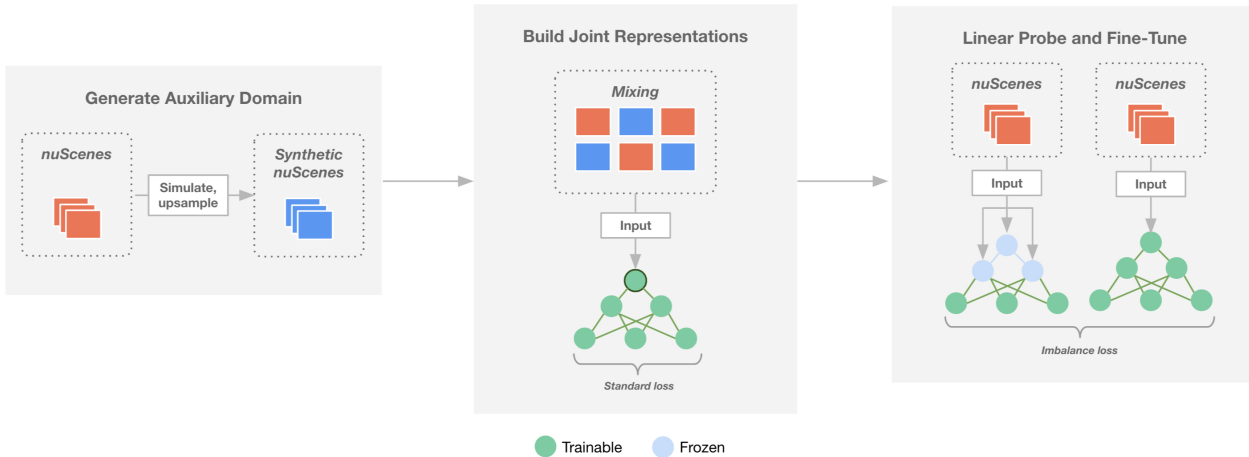 Generate Auxiliary Domain
nuScenes
Simulate,
upsample
Synthetic
nuScenes
Build Joint Representations
Mixing
Input
Standard loss
Linear Probe and Fine-Tune
nuScenes
nuScenes
Input
Input
Imbalance loss
Trainable
Frozen